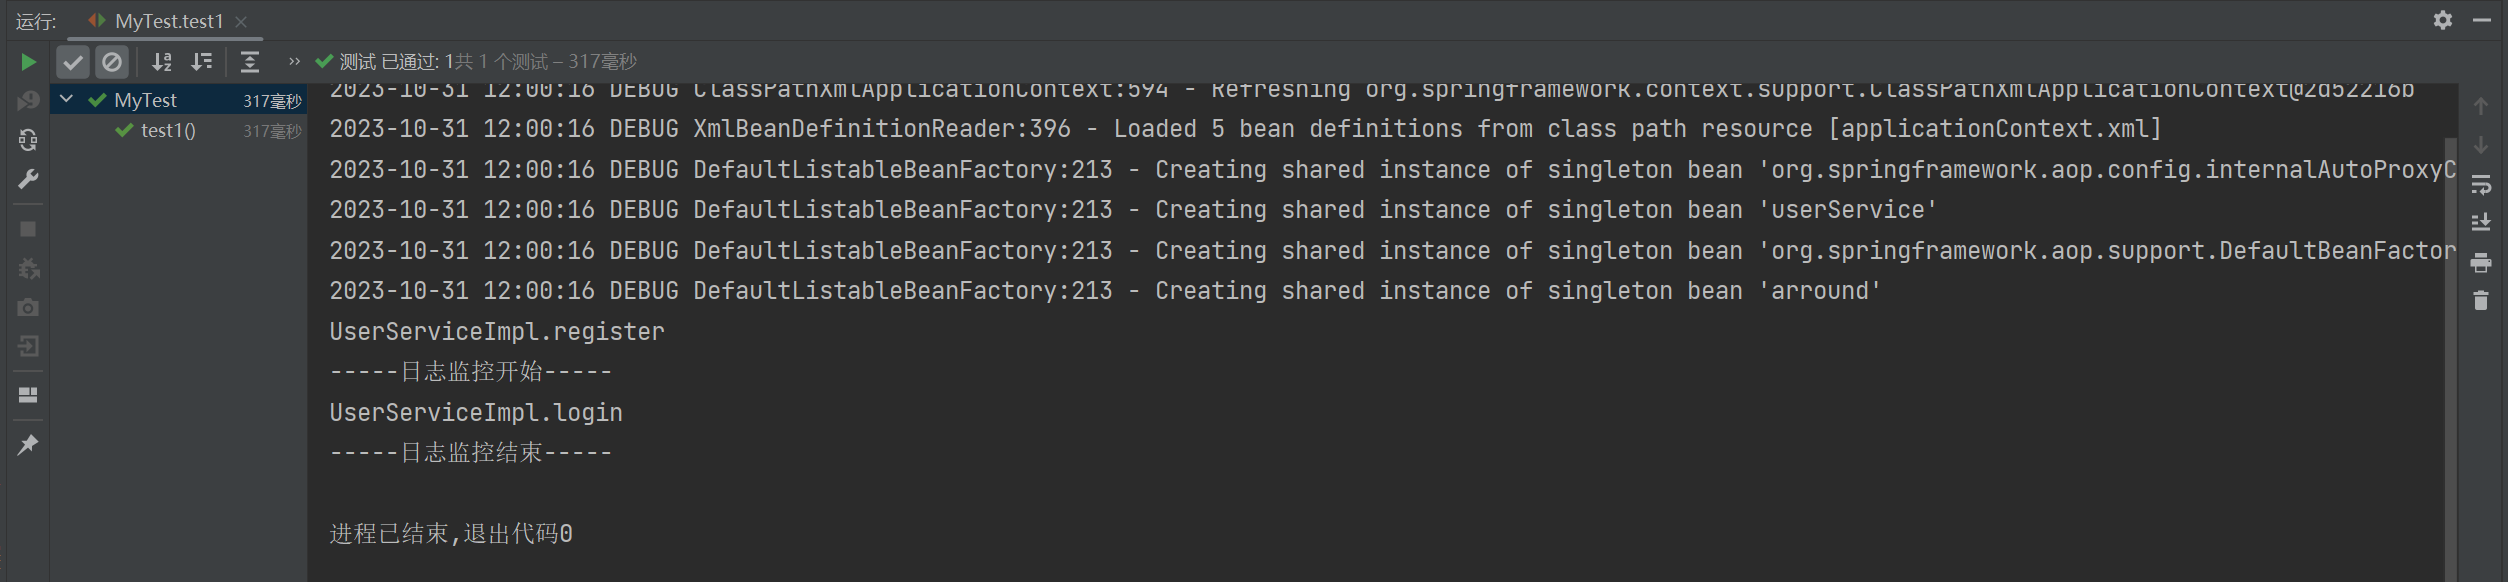 运行: MyTest.test1
» 测试 已通过: 1共 1 个测试 – 317毫秒
MyTest 317毫秒
test1() 317毫秒
2023-10-31 12:00:16 DEBUG ClassPathXmlApplicationContext:594 - Refreshing org.springframework.context.support.ClassPathXmlApplicationContext@2d52216b
2023-10-31 12:00:16 DEBUG XmlBeanDefinitionReader:396 - Loaded 5 bean definitions from class path resource [applicationContext.xml]
2023-10-31 12:00:16 DEBUG DefaultListableBeanFactory:213 - Creating shared instance of singleton bean 'org.springframework.aop.config.internalAutoProxyC
2023-10-31 12:00:16 DEBUG DefaultListableBeanFactory:213 - Creating shared instance of singleton bean 'userService'
2023-10-31 12:00:16 DEBUG DefaultListableBeanFactory:213 - Creating shared instance of singleton bean 'org.springframework.aop.support.DefaultBeanFactor
2023-10-31 12:00:16 DEBUG DefaultListableBeanFactory:213 - Creating shared instance of singleton bean 'arround'
UserServiceImpl.register
-----日志监控开始-----
UserServiceImpl.login
-----日志监控结束-----
进程已结束,退出代码0